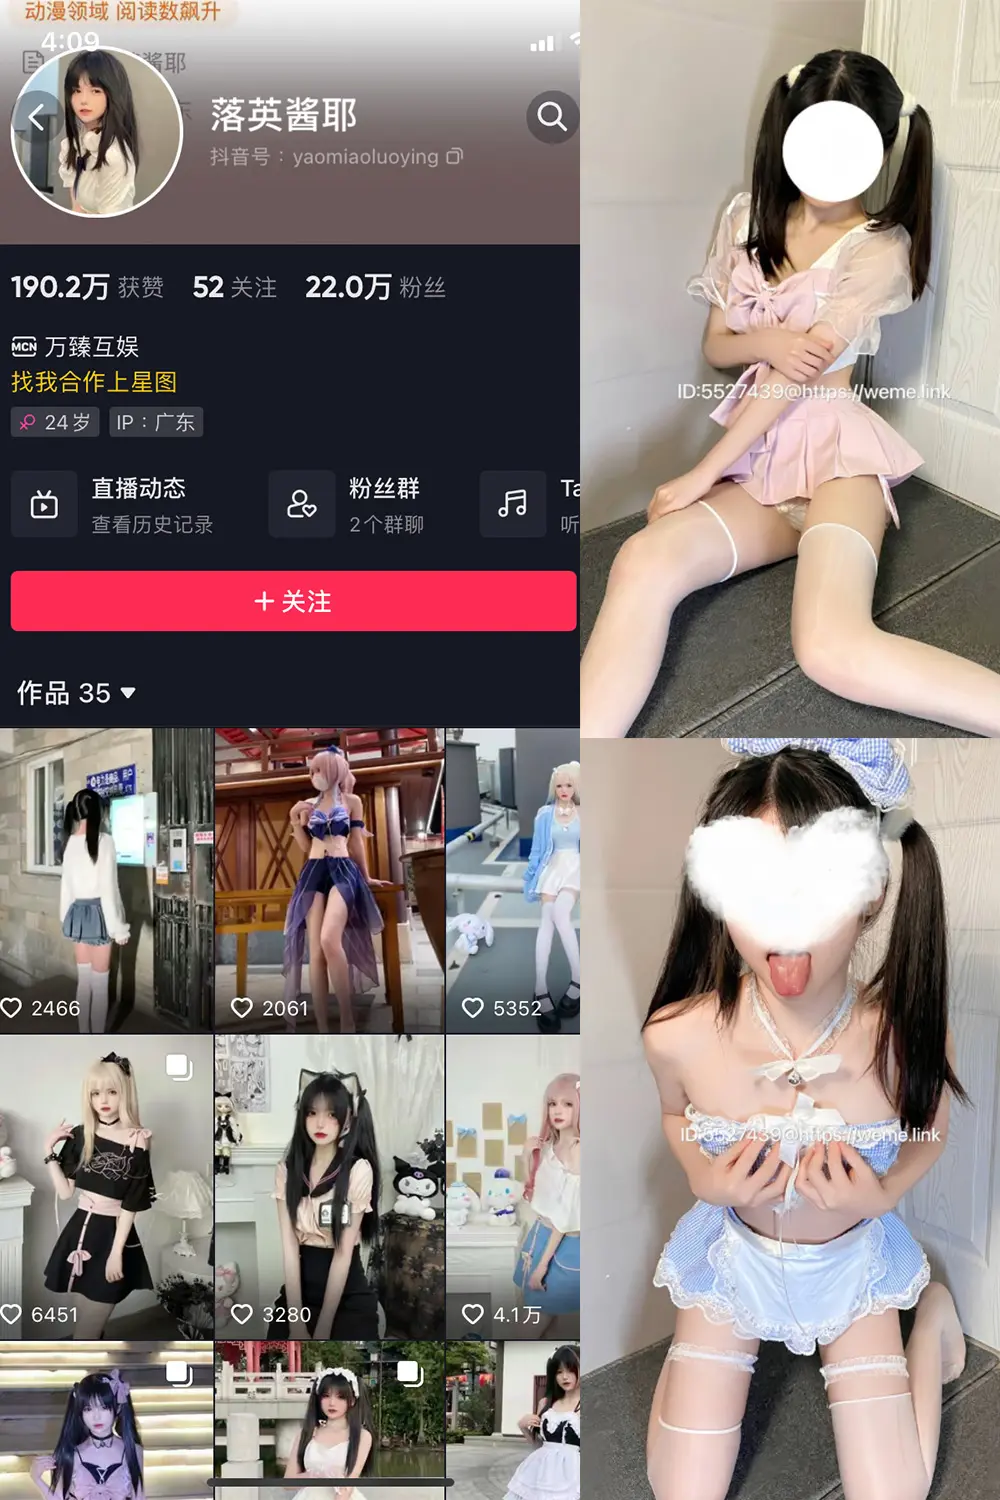 动漫领域 阅读数飙升
4:09
酱耶
落英酱耶
抖音号：yaomiaoluoying
190.2万 获赞 52 关注 22.0万 粉丝
MCN 万臻互娱
找我合作上星图
24岁 IP：广东
直播动态
查看历史记录
粉丝群
2个群聊
Ta
听
+ 关注
作品 35
2466
2061
5352
6451
3280
4.1万
ID:5527439@https://weme.link
ID:5527439@https://weme.link